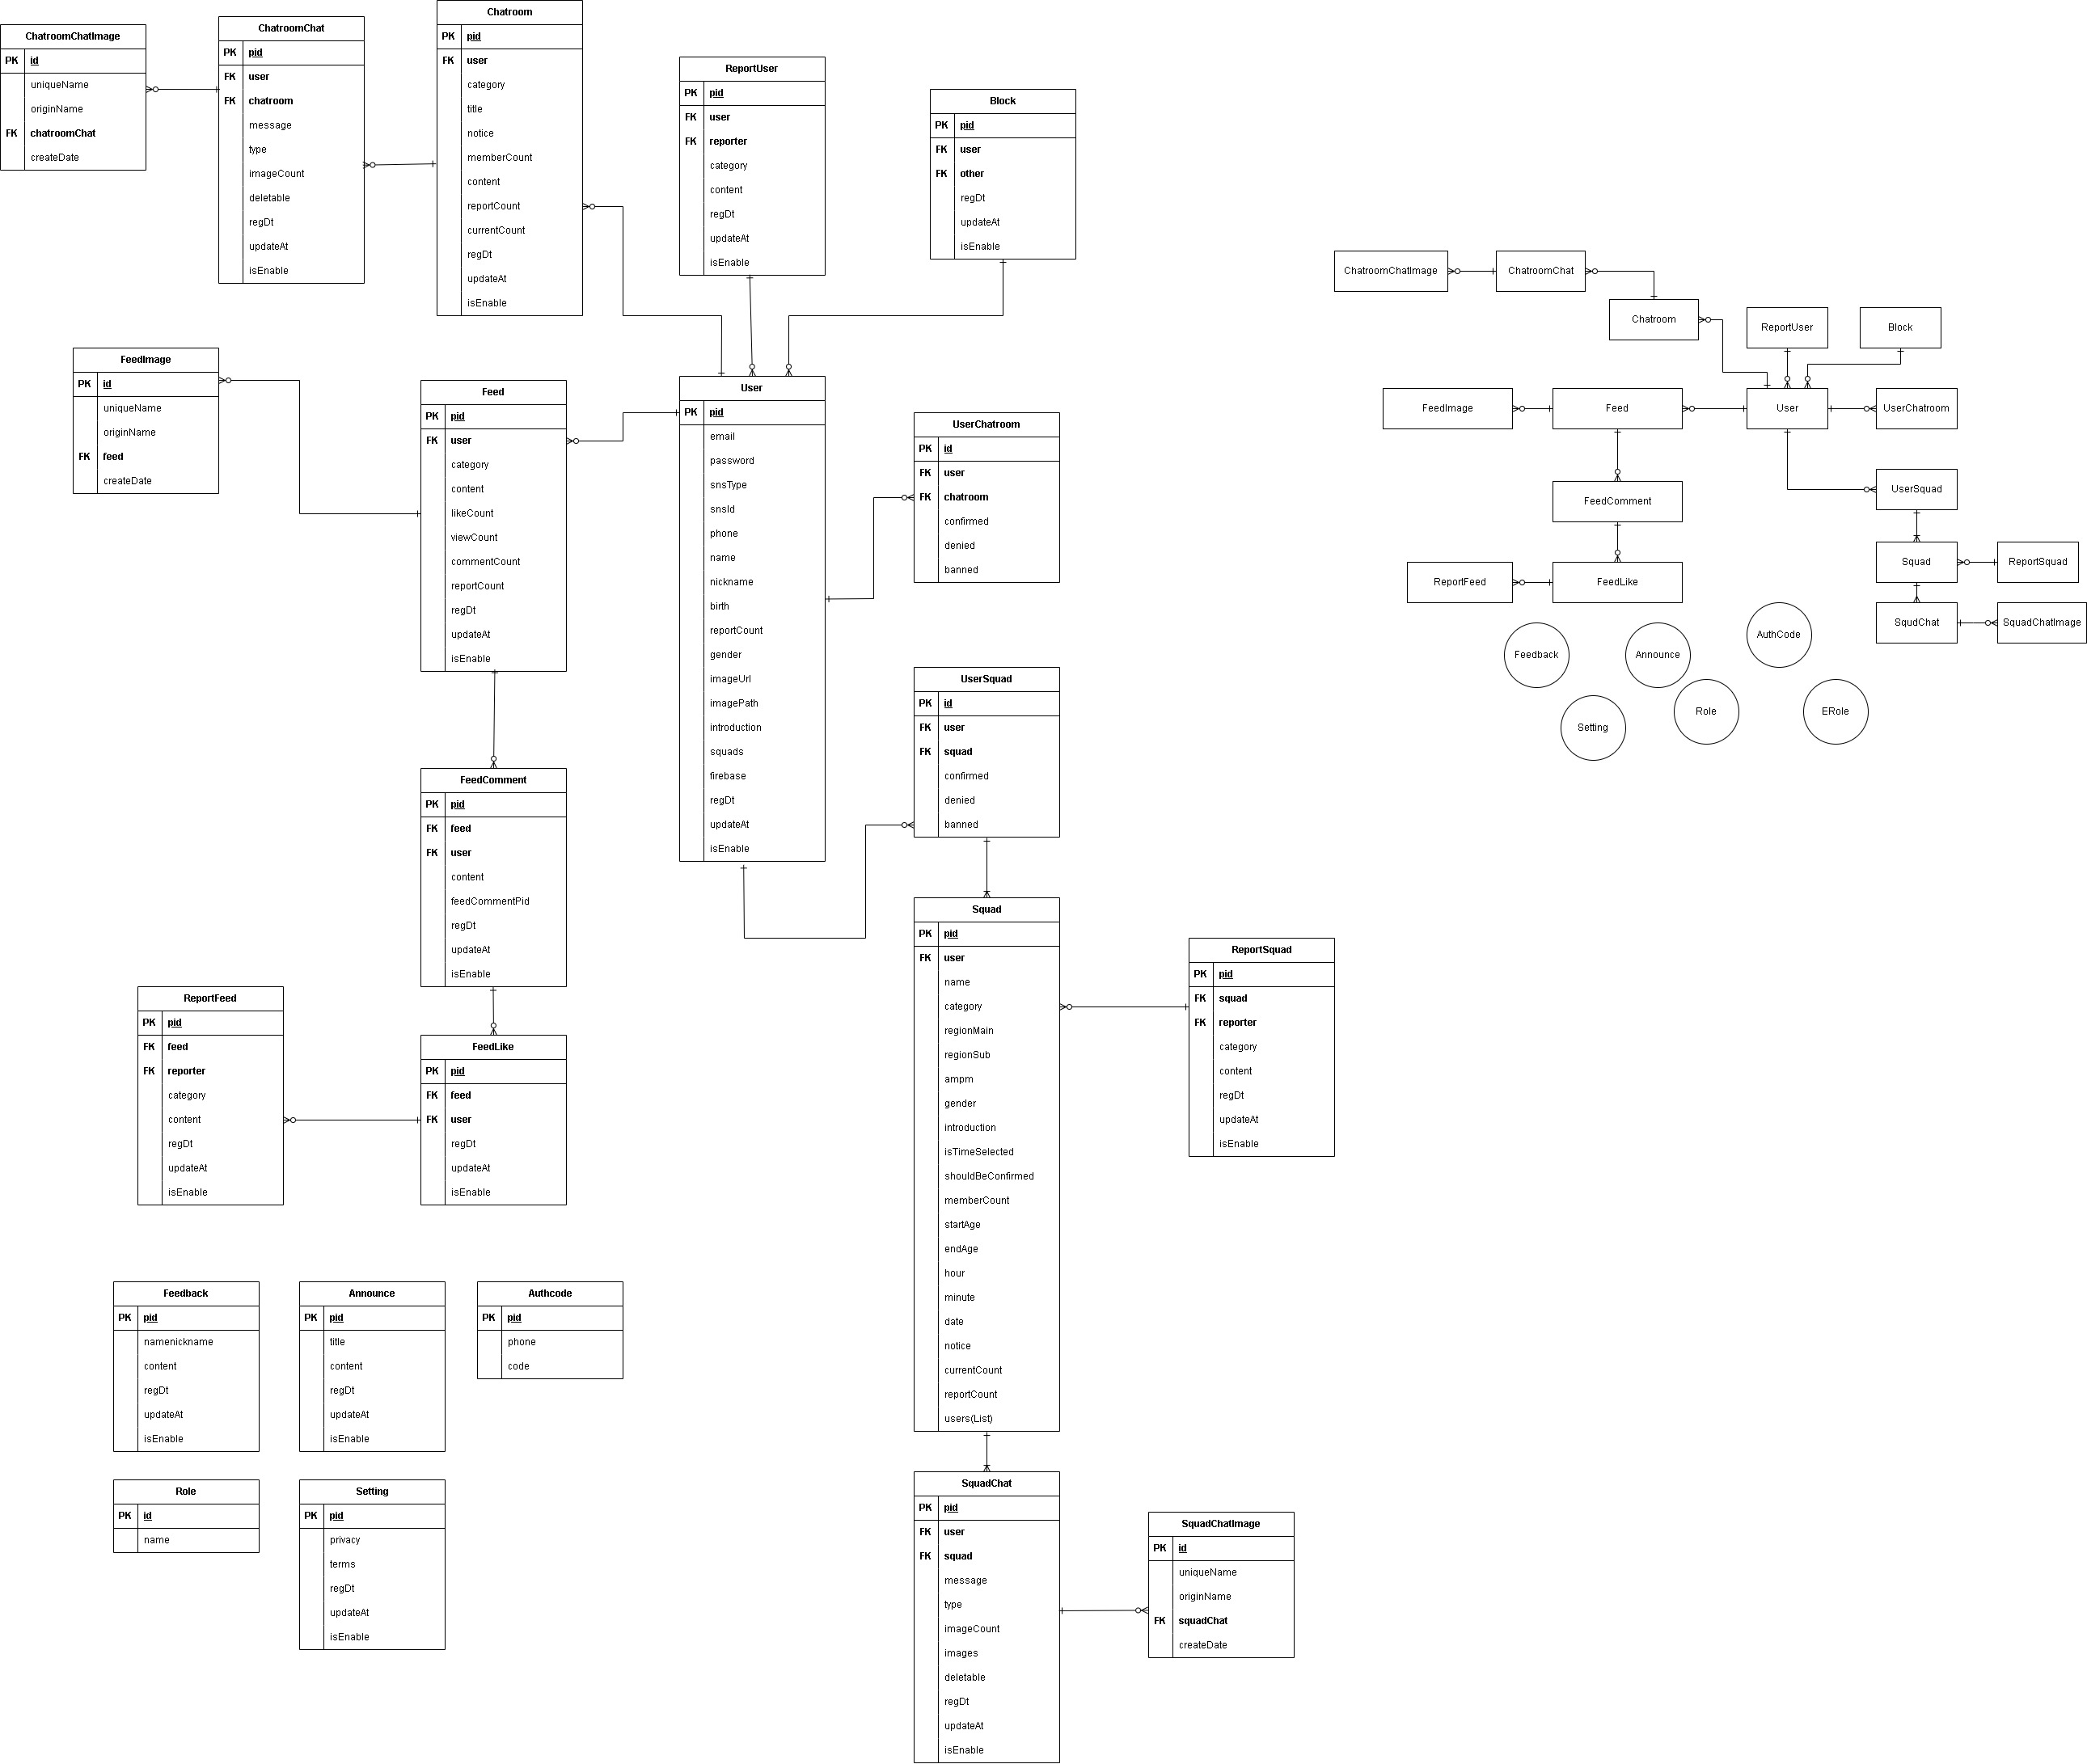 ChatroomChatImage
PK id
uniqueName
originName
FK chatroomChat
createDate
ChatroomChat
PK pid
FK user
FK chatroom
message
type
imageCount
deletable
regDt
updateAt
isEnable
Chatroom
PK pid
FK user
category
title
notice
memberCount
content
reportCount
currentCount
regDt
updateAt
isEnable
ReportUser
PK pid
FK user
FK reporter
category
content
regDt
updateAt
isEnable
Block
PK pid
FK user
FK other
regDt
updateAt
isEnable
FeedImage
PK id
uniqueName
originName
FK feed
createDate
Feed
PK pid
FK user
category
content
likeCount
viewCount
commentCount
reportCount
regDt
updateAt
isEnable
User
PK pid
email
password
snsType
snsId
phone
name
nickname
birth
reportCount
gender
imageUrl
imagePath
introduction
squads
firebase
regDt
updateAt
isEnable
UserChatroom
PK id
FK user
FK chatroom
confirmed
denied
banned
UserSquad
PK id
FK user
FK squad
confirmed
denied
banned
FeedComment
PK pid
FK feed
FK user
content
feedCommentPid
regDt
updateAt
isEnable
ReportFeed
PK pid
FK feed
FK reporter
category
content
regDt
updateAt
isEnable
FeedLike
PK pid
FK feed
FK user
regDt
updateAt
isEnable
Squad
PK pid
FK user
name
category
regionMain
regionSub
ampm
gender
introduction
isTimeSelected
shouldBeConfirmed
memberCount
startAge
endAge
hour
minute
date
notice
currentCount
reportCount
users(List)
ReportSquad
PK pid
FK squad
FK reporter
category
content
regDt
updateAt
isEnable
Feedback
PK pid
namenickname
content
regDt
updateAt
isEnable
Announce
PK pid
title
content
regDt
updateAt
isEnable
Authcode
PK pid
phone
code
Role
PK id
name
Setting
PK pid
privacy
terms
regDt
updateAt
isEnable
SquadChat
PK pid
FK user
FK squad
message
type
imageCount
images
deletable
regDt
updateAt
isEnable
SquadChatImage
PK id
uniqueName
originName
FK squadChat
createDate
ChatroomChatImage
ChatroomChat
Chatroom
ReportUser
Block
FeedImage
Feed
User
UserChatroom
FeedComment
UserSquad
ReportFeed
FeedLike
Squad
ReportSquad
SqudChat
SquadChatImage
Feedback
Announce
AuthCode
Setting
Role
ERole